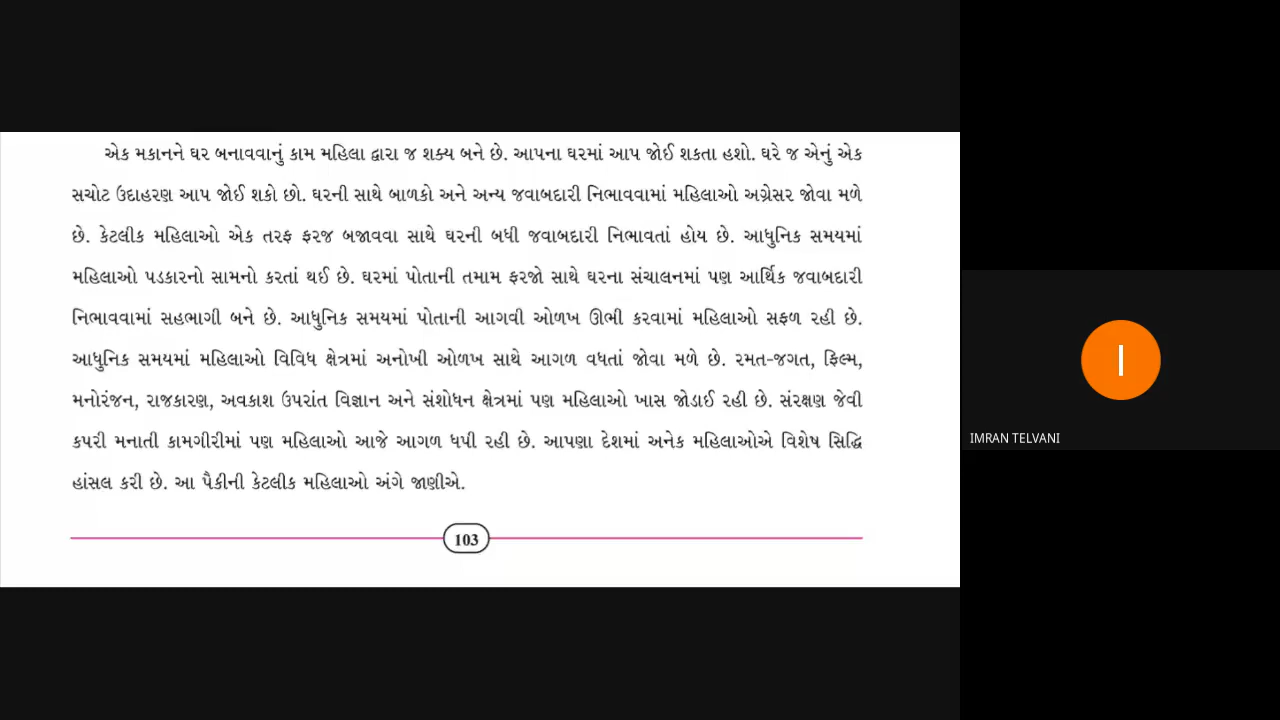 એક મકાનને ઘર બનાવવાનું કામ મહિલા દ્વારા જ શક્ય બને છે. આપના ઘરમાં આપ જોઈ શકતા હશો. ઘરે જ એનું એક
સચોટ ઉદાહરણ આપ જોઈ શકો છો. ઘરની સાથે બાળકો અને અન્ય જવાબદારી નિભાવવામાં મહિલાઓ અગ્રેસર જોવા મળે
છે. કેટલીક મહિલાઓ એક તરફ ફરજ બજાવવા સાથે ઘરની બધી જવાબદારી નિભાવતાં હોય છે. આધુનિક સમયમાં
મહિલાઓ પડકારનો સામનો કરતાં થઈ છે. ઘરમાં પોતાની તમામ ફરજો સાથે ઘરના સંચાલનમાં પણ આર્થિક જવાબદારી
નિભાવવામાં સહભાગી બને છે. આધુનિક સમયમાં પોતાની આગવી ઓળખ ઊભી કરવામાં મહિલાઓ સફળ રહી છે.
આધુનિક સમયમાં મહિલાઓ વિવિધ ક્ષેત્રમાં અનોખી ઓળખ સાથે આગળ વધતાં જોવા મળે છે. રમત-જગત, ફિલ્મ,
મનોરંજન, રાજકારણ, અવકાશ ઉપરાંત વિજ્ઞાન અને સંશોધન ક્ષેત્રમાં પણ મહિલાઓ ખાસ જોડાઈ રહી છે. સંરક્ષણ જેવી
કપરી મનાતી કામગીરીમાં પણ મહિલાઓ આજે આગળ ધપી રહી છે. આપણા દેશમાં અનેક મહિલાઓએ વિશેષ સિદ્ધિ
હાંસલ કરી છે. આ પૈકીની કેટલીક મહિલાઓ અંગે જાણીએ.
103
I
IMRAN TELVANI